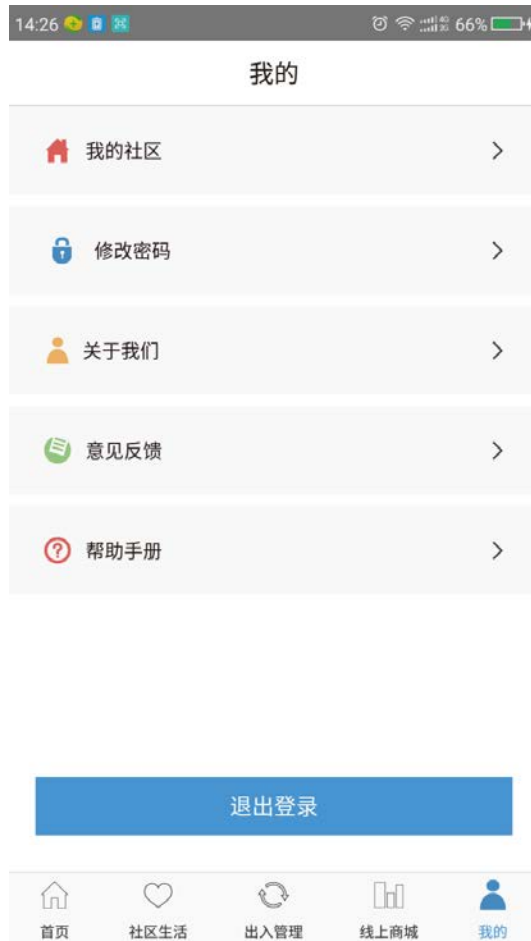 14:26 66%
我的
我的社区
修改密码
关于我们
意见反馈
帮助手册
退出登录
首页 社区生活 出入管理 线上商城 我的